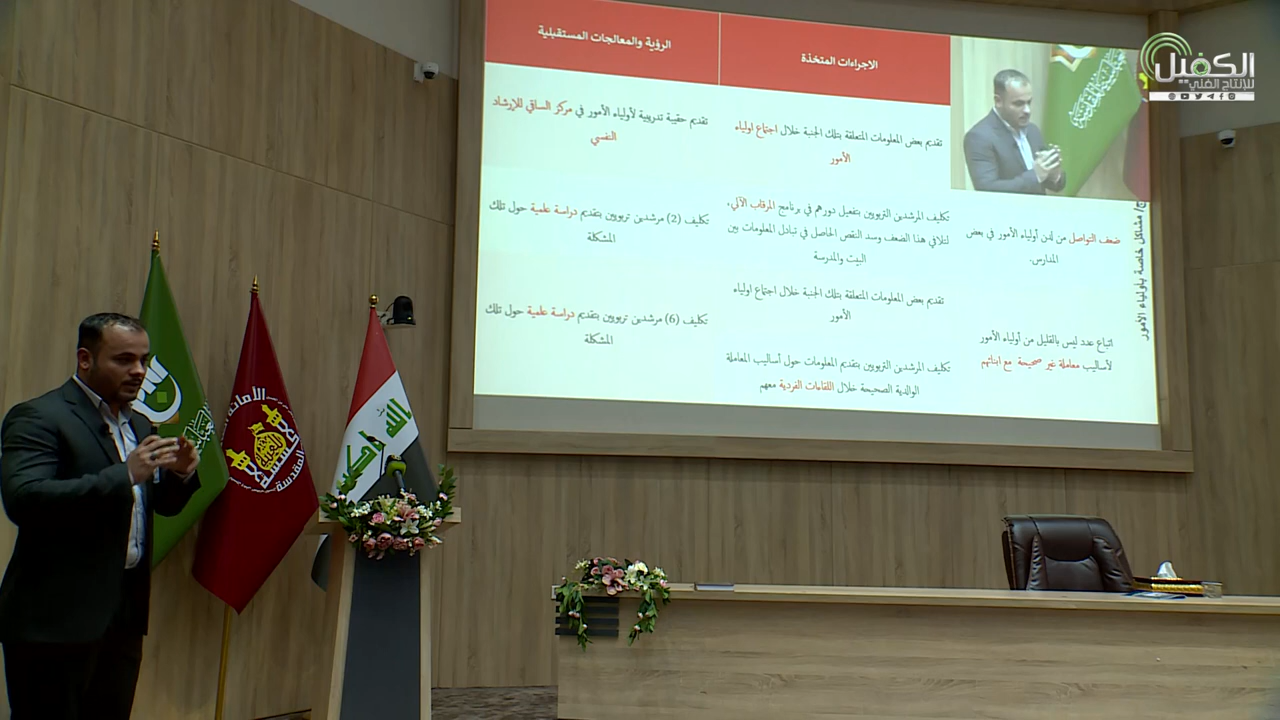 الكفيل
للإنتاج الفني
الاجراءات المتخذة
الرؤية والمعالجات المستقبلية
تقديم بعض المعلومات المتعلقة بتلك الجنبة خلال اجتماع اولياء
الأمور
تقديم حقيبة تدريبية لأولياء الأمور في مركز الساقي للإرشاد
النفسي
مشاكل خاصة بأولياء الأمور
ضعف التواصل من لدن أولياء الأمور في بعض
المدارس.
تكليف المرشدين التربويين بتفعيل دورهم في برنامج المرقاب الآلي،
لتلافي هذا الضعف وسد النقص الحاصل في تبادل المعلومات بين
البيت والمدرسة
تكليف (2) مرشدين تربويين بتقديم دراسة علمية حول تلك
المشكلة
اتباع عدد ليس بالقليل من أولياء الأمور
لأساليب معاملة غير صحيحة مع ابنائهم
تقديم بعض المعلومات المتعلقة بتلك الجنبة خلال اجتماع اولياء
الأمور
تكليف المرشدين التربويين بتقديم المعلومات حول أساليب المعاملة
الوالدية الصحيحة خلال اللقاءات الفردية معهم
تكليف (6) مرشدين تربويين بتقديم دراسة علمية حول تلك
المشكلة
الأمانة
المقدسة
الله